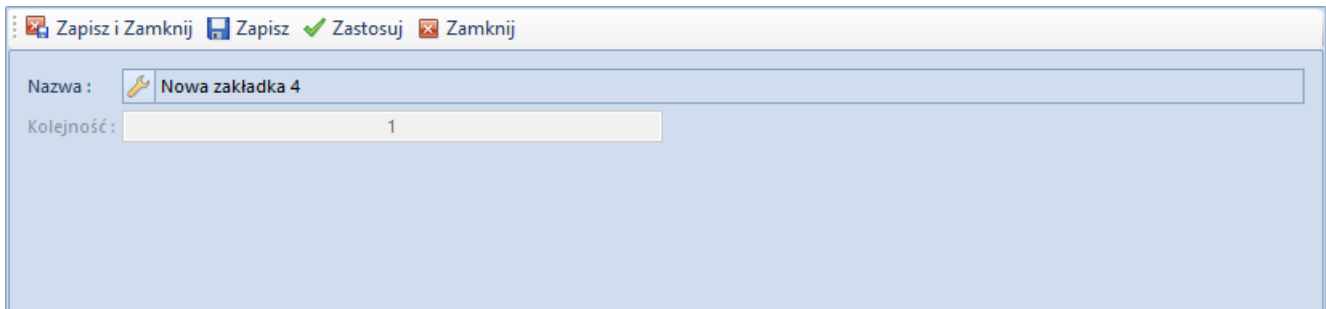 Zapisz i Zamknij Zapisz Zastosuj Zamknij
Nazwa : Nowa zakładka 4
Kolejność : 1